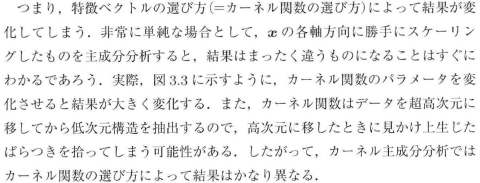 つまり，特徴ベクトルの選び方(=カーネル関数の選び方)によって結果が変
化してしまう．非常に単純な場合として，x の各軸方向に勝手にスケーリン
グしたものを主成分分析すると，結果はまったく違うものになることはすぐに
わかるであろう．実際，図3.3 に示すように，カーネル関数のパラメータを変
化させると結果が大きく変化する．また，カーネル関数はデータを超高次元に
移してから低次元構造を抽出するので，高次元に移したときに見かけ上生じた
ばらつきを拾ってしまう可能性がある．したがって，カーネル主成分分析では
カーネル関数の選び方によって結果はかなり異なる．